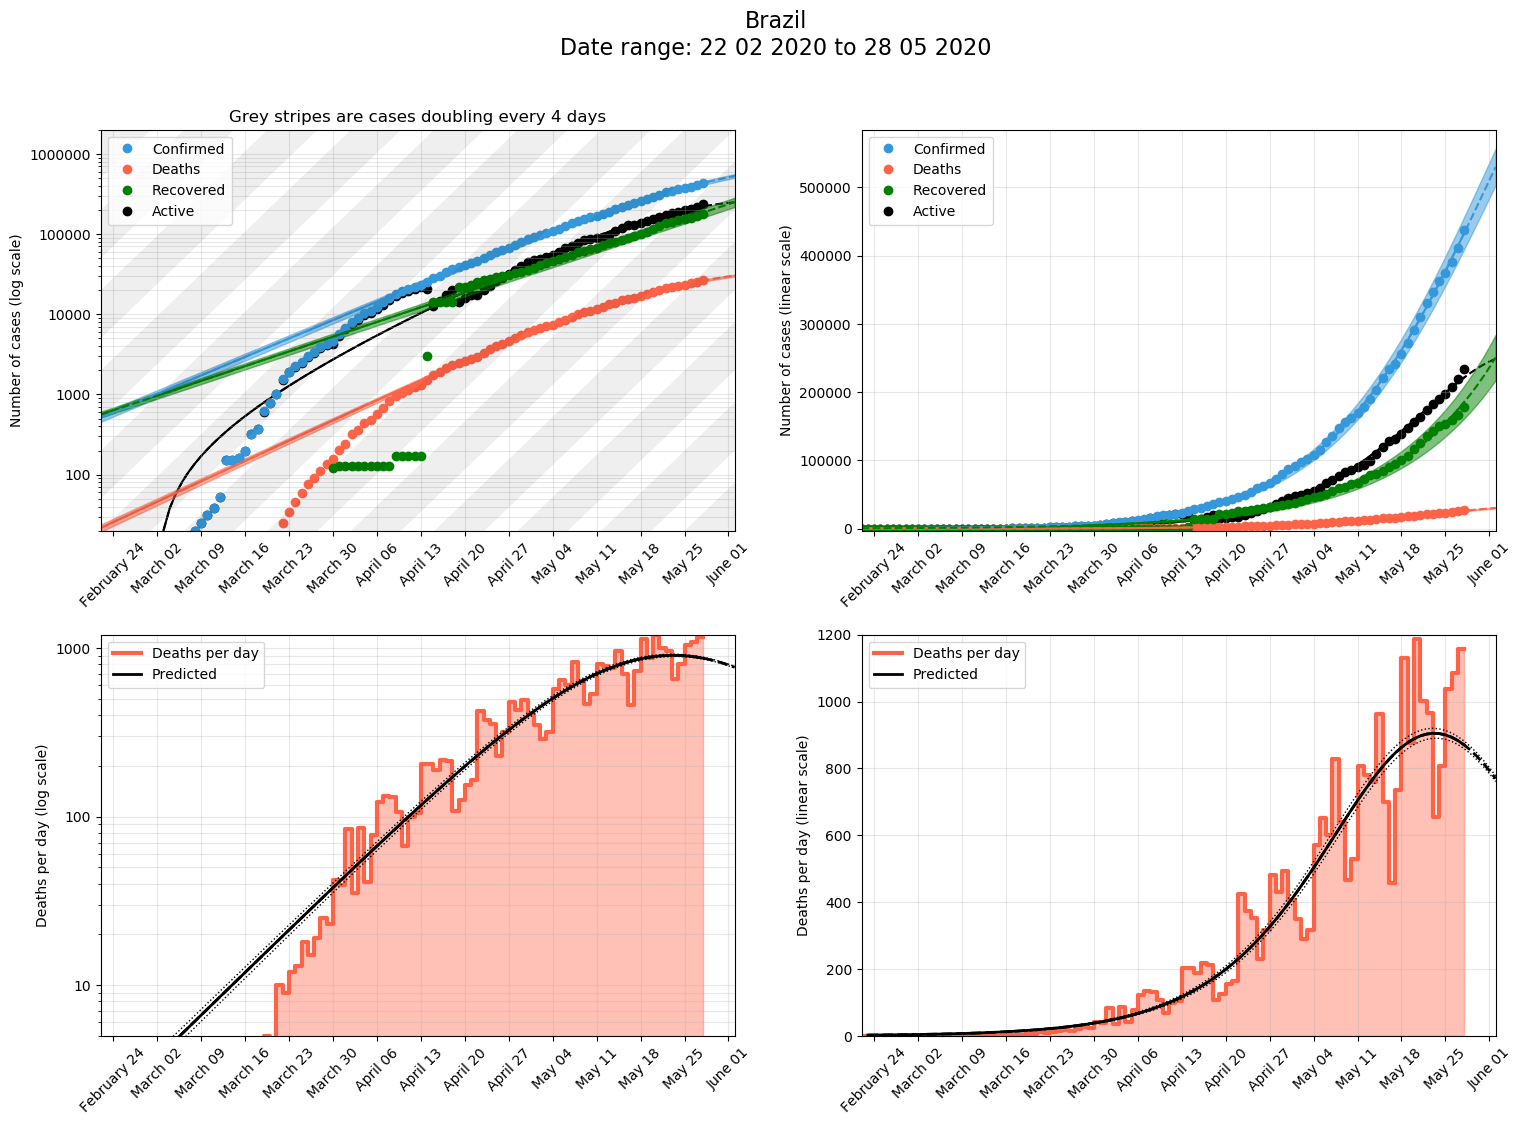 Brazil
Date range: 22 02 2020 to 28 05 2020
Grey stripes are cases doubling every 4 days
Number of cases (log scale)
1000000
100000
10000
1000
100
Confirmed
Deaths
Recovered
Active
February 24
March 02
March 09
March 16
March 23
March 30
April 06
April 13
April 20
April 27
May 04
May 11
May 18
May 25
June 01
Number of cases (linear scale)
500000
400000
300000
200000
100000
0
Confirmed
Deaths
Recovered
Active
February 24
March 02
March 09
March 16
March 23
March 30
April 06
April 13
April 20
April 27
May 04
May 11
May 18
May 25
June 01
Deaths per day (log scale)
1000
100
10
Deaths per day
Predicted
February 24
March 02
March 09
March 16
March 23
March 30
April 06
April 13
April 20
April 27
May 04
May 11
May 18
May 25
June 01
Deaths per day (linear scale)
1200
1000
800
600
400
200
0
Deaths per day
Predicted
February 24
March 02
March 09
March 16
March 23
March 30
April 06
April 13
April 20
April 27
May 04
May 11
May 18
May 25
June 01